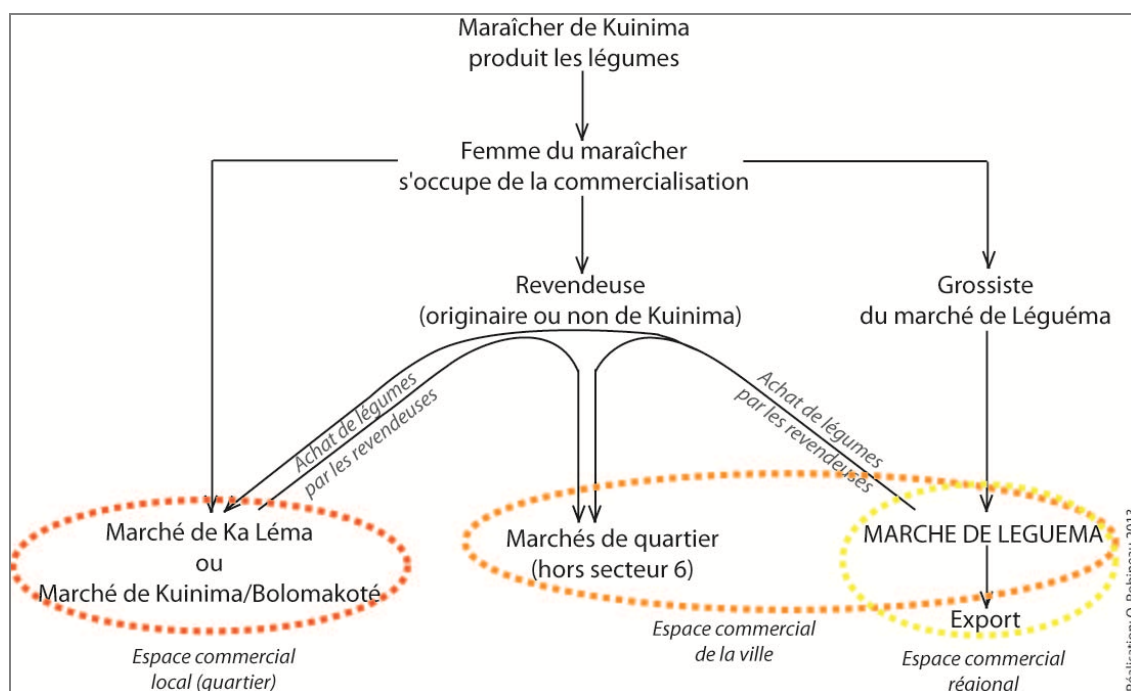 Maraîcher de Kuinima
produit les légumes
Femme du maraîcher
s'occupe de la commercialisation
Revendeuse
(originaire ou non de Kuinima)
Grossiste
du marché de Léguéma
Achat de légumes
par les revendeuses
Achat de légumes
par les revendeuses
Marché de Ka Léma
ou
Marché de Kuinima/Bolomakoté
Marchés de quartier
(hors secteur 6)
MARCHE DE LEGUEMA
Export
Espace commercial
local (quartier)
Espace commercial
de la ville
Espace commercial
régional
Réalisation: O. Robineau 2013